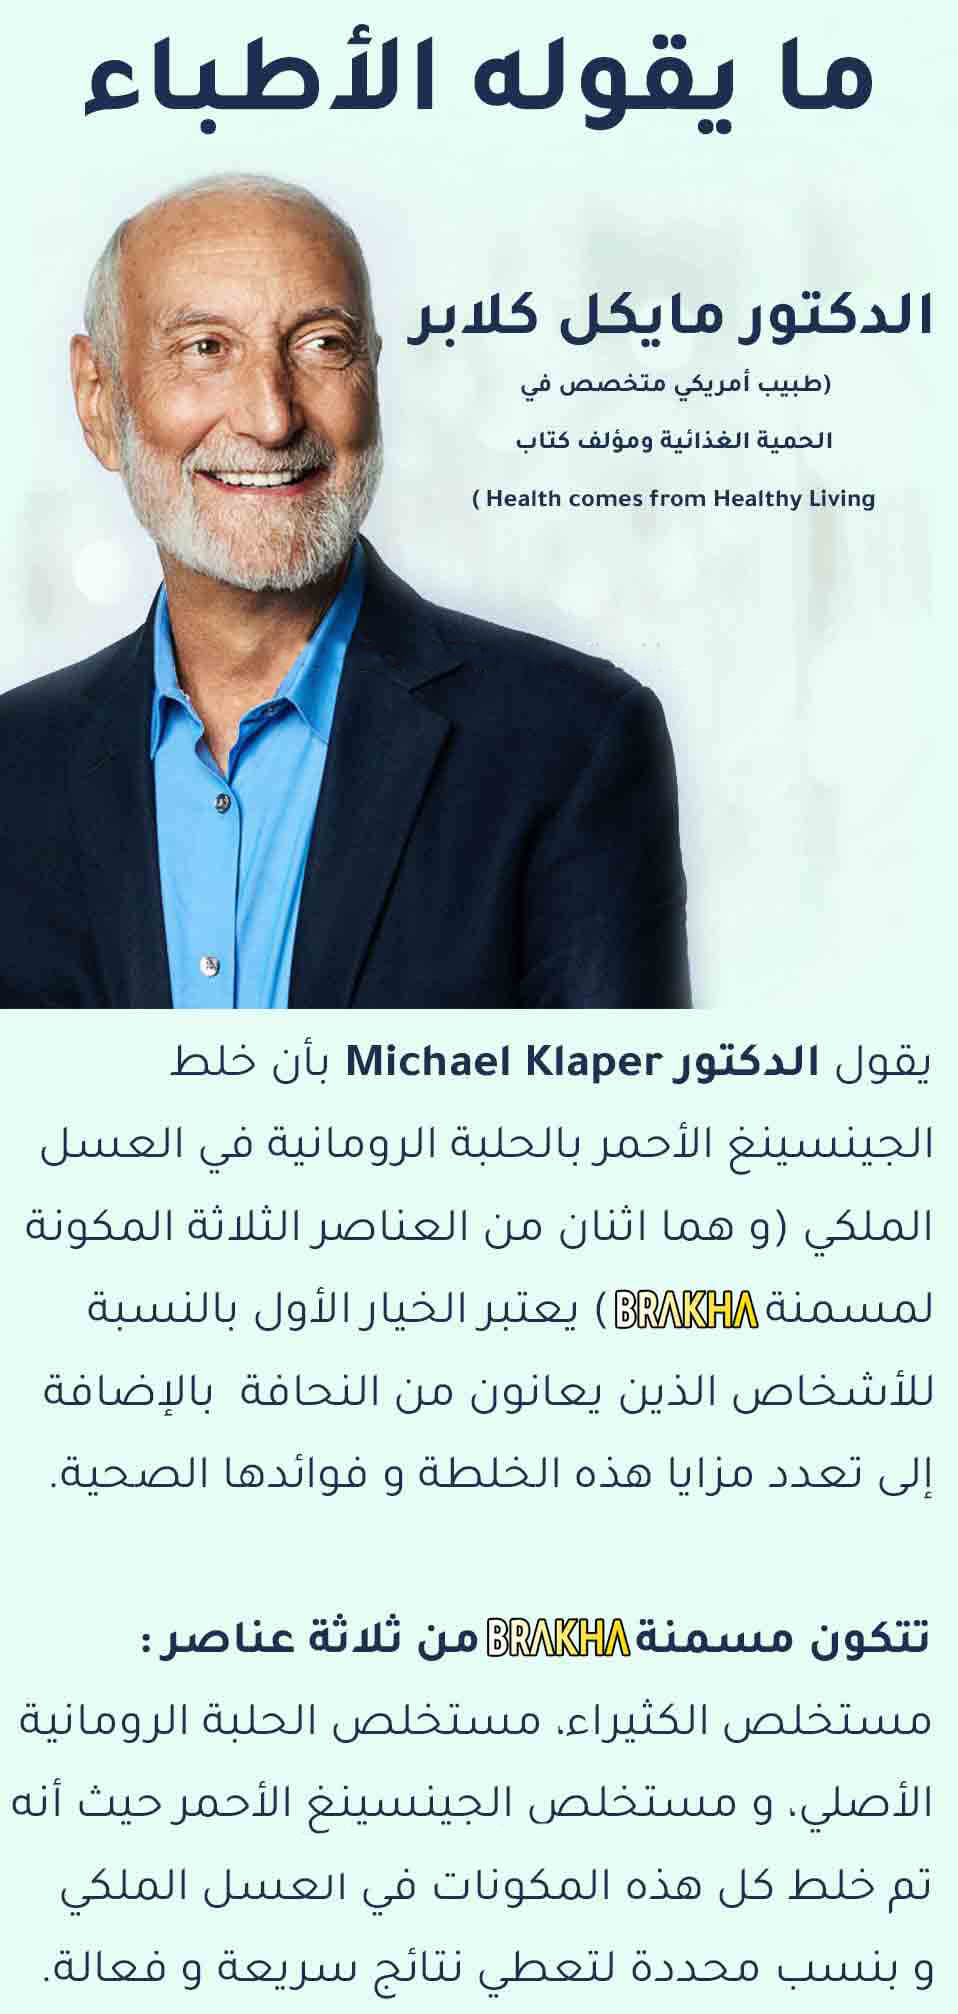 ما يقوله الأطباء
الدكتور مايكل كلابر
(طبيب أمريكي متخصص في
الحمية الغذائية ومؤلف كتاب
( Health comes from Healthy Living
يقول الدكتور Michael Klaper بأن خلط
الجينسينغ الأحمر بالحلبة الرومانية في العسل
الملكي (و هما اثنان من العناصر الثلاثة المكونة
لمسمنة BRAKHA ) يعتبر الخيار الأول بالنسبة
للأشخاص الذين يعانون من النحافة بالإضافة
إلى تعدد مزايا هذه الخلطة و فوائدها الصحية.
تتكون مسمنة BRAKHA من ثلاثة عناصر :
مستخلص الكثيراء، مستخلص الحلبة الرومانية
الأصلي، و مستخلص الجينسينغ الأحمر حيث أنه
تم خلط كل هذه المكونات في العسل الملكي
و بنسب محددة لتعطي نتائج سريعة و فعالة.